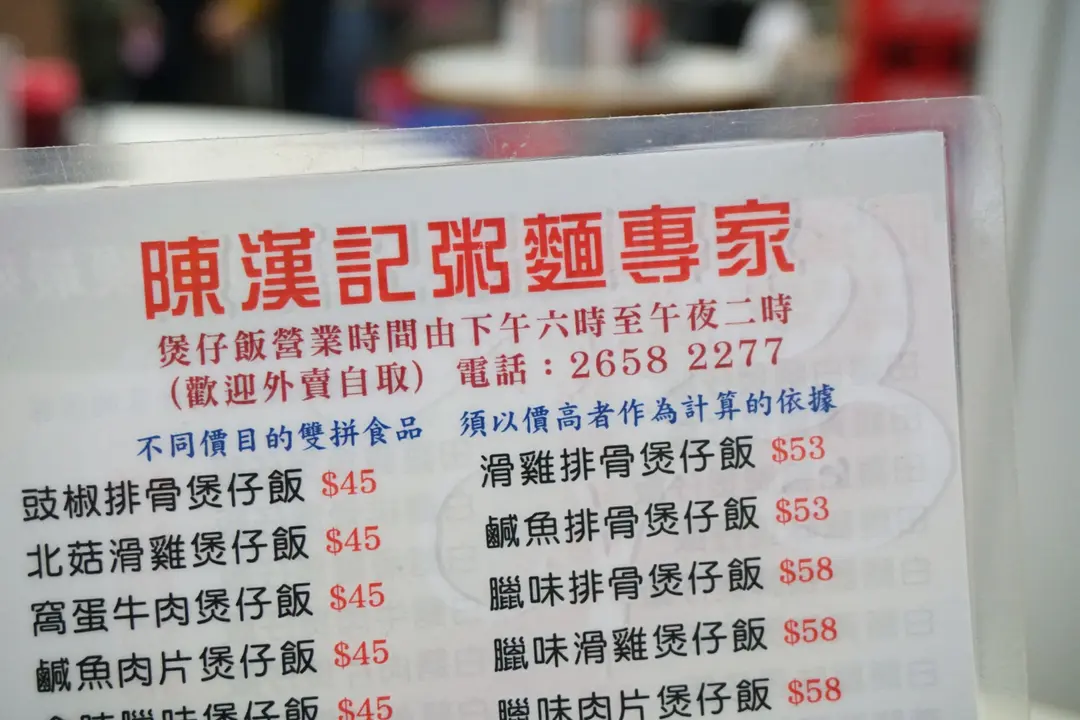 陳漢記粥麵專家
煲仔飯營業時間由下午六時至午夜二時
(歡迎外賣自取) 電話：2658 2277
不同價目的雙拼食品 須以價高者作為計算的依據
豉椒排骨煲仔飯 $45
北菇滑雞煲仔飯 $45
窩蛋牛肉煲仔飯 $45
鹹魚肉片煲仔飯 $45
臘味煲仔飯 $45
滑雞排骨煲仔飯 $53
鹹魚排骨煲仔飯 $53
臘味排骨煲仔飯 $58
臘味滑雞煲仔飯 $58
臘味肉片煲仔飯 $58